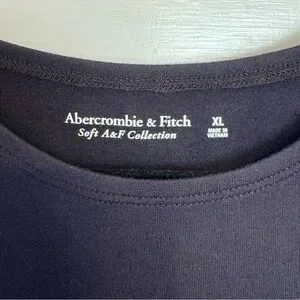 Abercrombie & Fitch XL
Soft A&F Collection MADE IN
VIETNAM